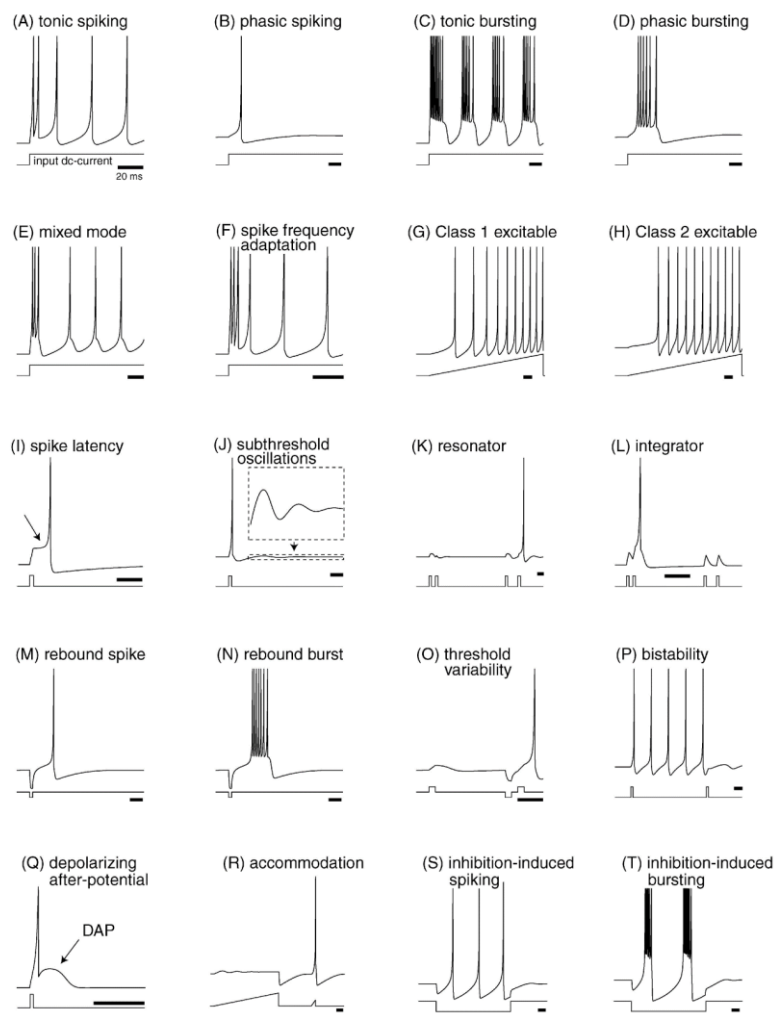 (A) tonic spiking
(B) phasic spiking
(C) tonic bursting
(D) phasic bursting
input dc-current
20 ms
(E) mixed mode
(F) spike frequency
adaptation
(G) Class 1 excitable
(H) Class 2 excitable
(I) spike latency
(J) subthreshold
oscillations
(K) resonator
(L) integrator
(M) rebound spike
(N) rebound burst
(O) threshold
variability
(P) bistability
(Q) depolarizing
after-potential
DAP
(R) accommodation
(S) inhibition-induced
spiking
(T) inhibition-induced
bursting